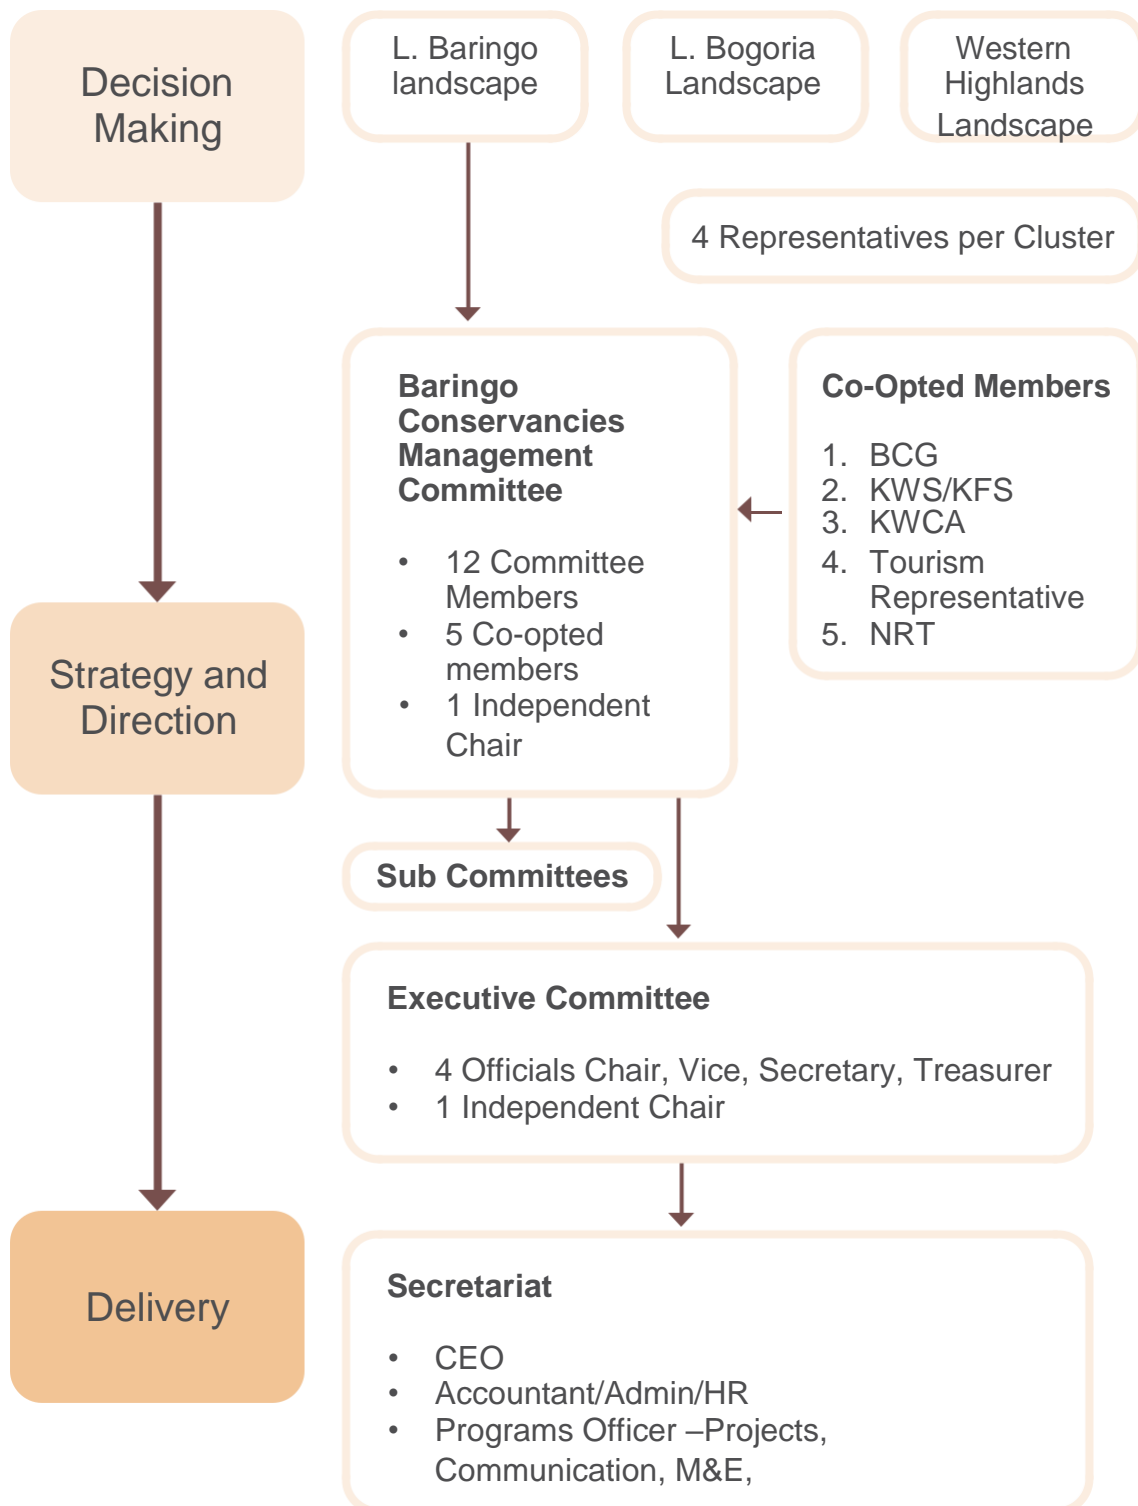 Decision
Making
L. Baringo
landscape
L. Bogoria
Landscape
Western
Highlands
Landscape
4 Representatives per Cluster
Baringo
Conservancies
Management
Committee
• 12 Committee
Members
• 5 Co-opted
members
• 1 Independent
Chair
Co-Opted Members
1. BCG
2. KWS/KFS
3. KWCA
4. Tourism
Representative
5. NRT
Strategy and
Direction
Sub Committees
Executive Committee
• 4 Officials Chair, Vice, Secretary, Treasurer
• 1 Independent Chair
Delivery
Secretariat
• CEO
• Accountant/Admin/HR
• Programs Officer –Projects,
Communication, M&E,